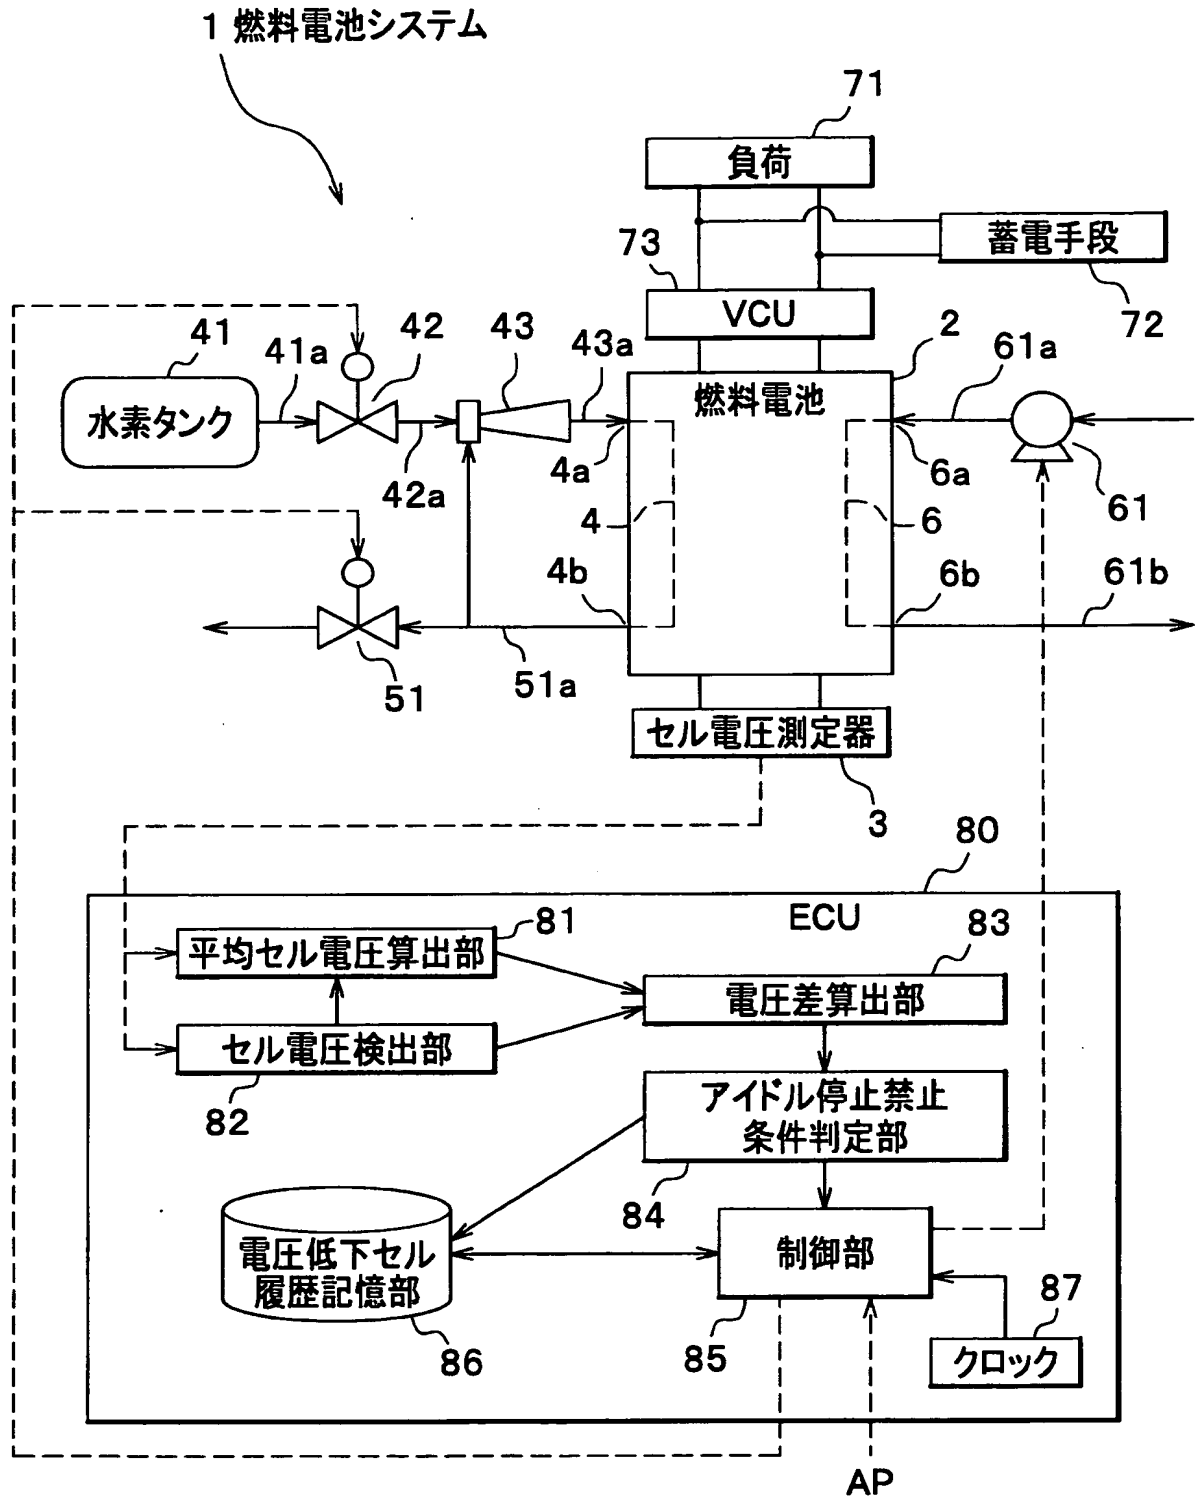 1 燃料電池システム
71
負荷
蓄電手段
73
VCU
72
41
41a
42
43
43a
2
61a
水素タンク
燃料電池
42a
4a
6a
61
4
6
4b
6b
61b
51
51a
セル電圧測定器
3
80
ECU
81
平均セル電圧算出部
83
電圧差算出部
セル電圧検出部
82
アイドル停止禁止
条件判定部
84
電圧低下セル
履歴記憶部
制御部
86
85
87
クロック
AP